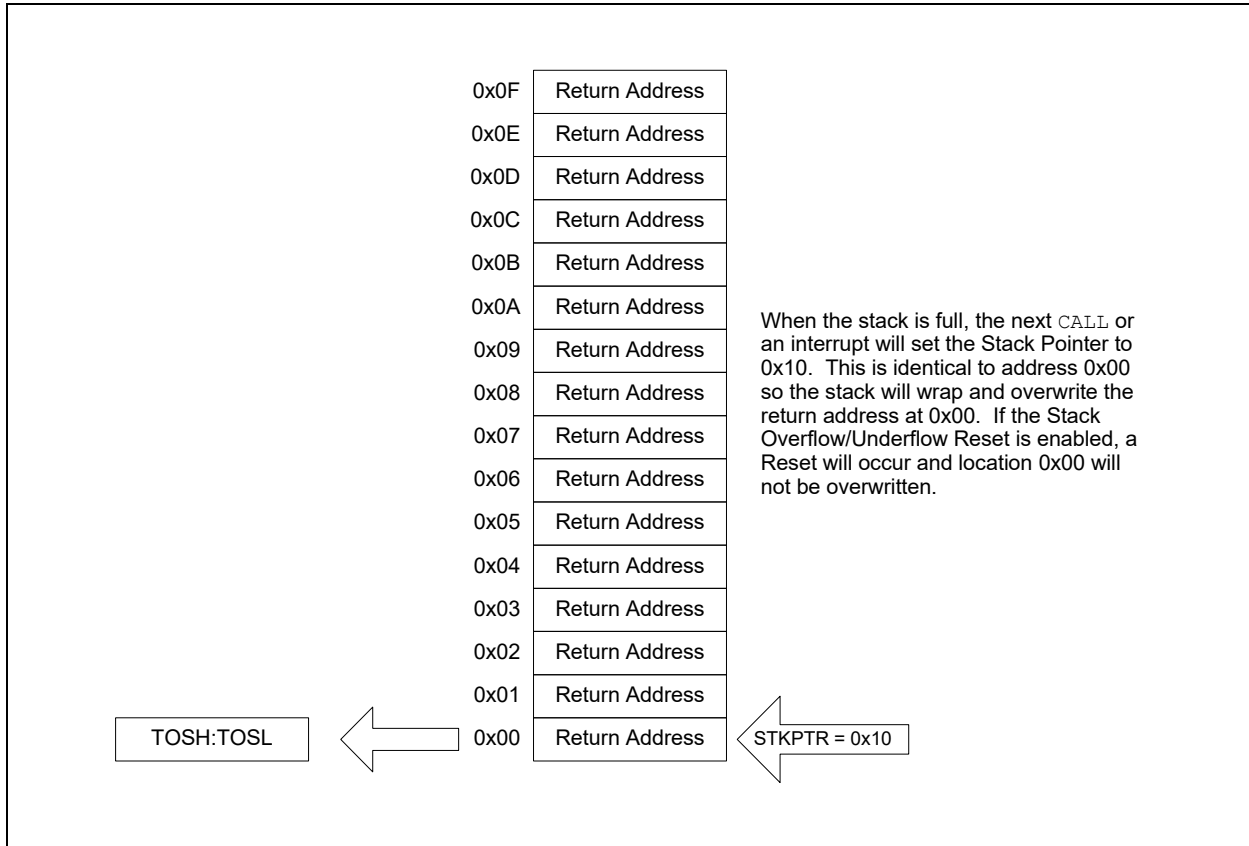 0x0F Return Address
0x0E Return Address
0x0D Return Address
0x0C Return Address
0x0B Return Address
0x0A Return Address
0x09 Return Address
0x08 Return Address
0x07 Return Address
0x06 Return Address
0x05 Return Address
0x04 Return Address
0x03 Return Address
0x02 Return Address
0x01 Return Address
TOSH:TOSL 0x00 Return Address STKPTR = 0x10
When the stack is full, the next CALL or
an interrupt will set the Stack Pointer to
0x10. This is identical to address 0x00
so the stack will wrap and overwrite the
return address at 0x00. If the Stack
Overflow/Underflow Reset is enabled, a
Reset will occur and location 0x00 will
not be overwritten.